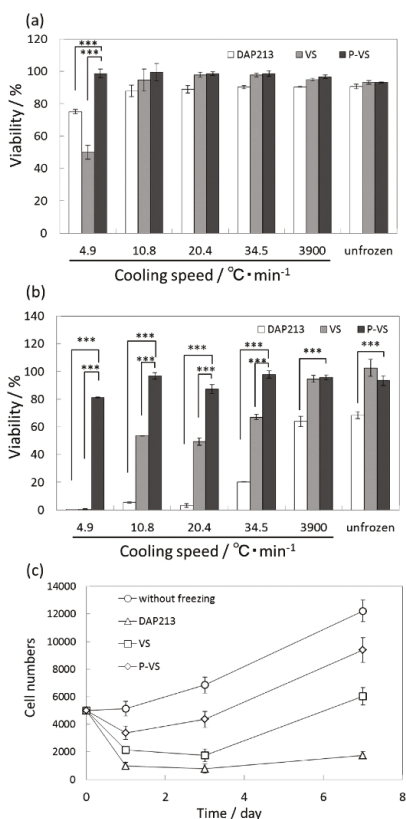 (a)
*** 
***
DAP213 VS P-VS
120
100
80
60
40
20
0
Viability / %
4.9 10.8 20.4 34.5 3900 unfrozen
Cooling speed / °C・min-1
(b)
DAP213
VS
P-VS
140
120
100
80
60
40
20
0
Viability / %
*** *** *** *** *** ***
*** *** *** ***
4.9 10.8 20.4 34.5 3900 unfrozen
Cooling speed / °C・min-1
(c)
14000
12000
10000
8000
6000
4000
2000
0
Cell numbers
without freezing
DAP213
VS
P-VS
0 2 4 6 8
Time / day